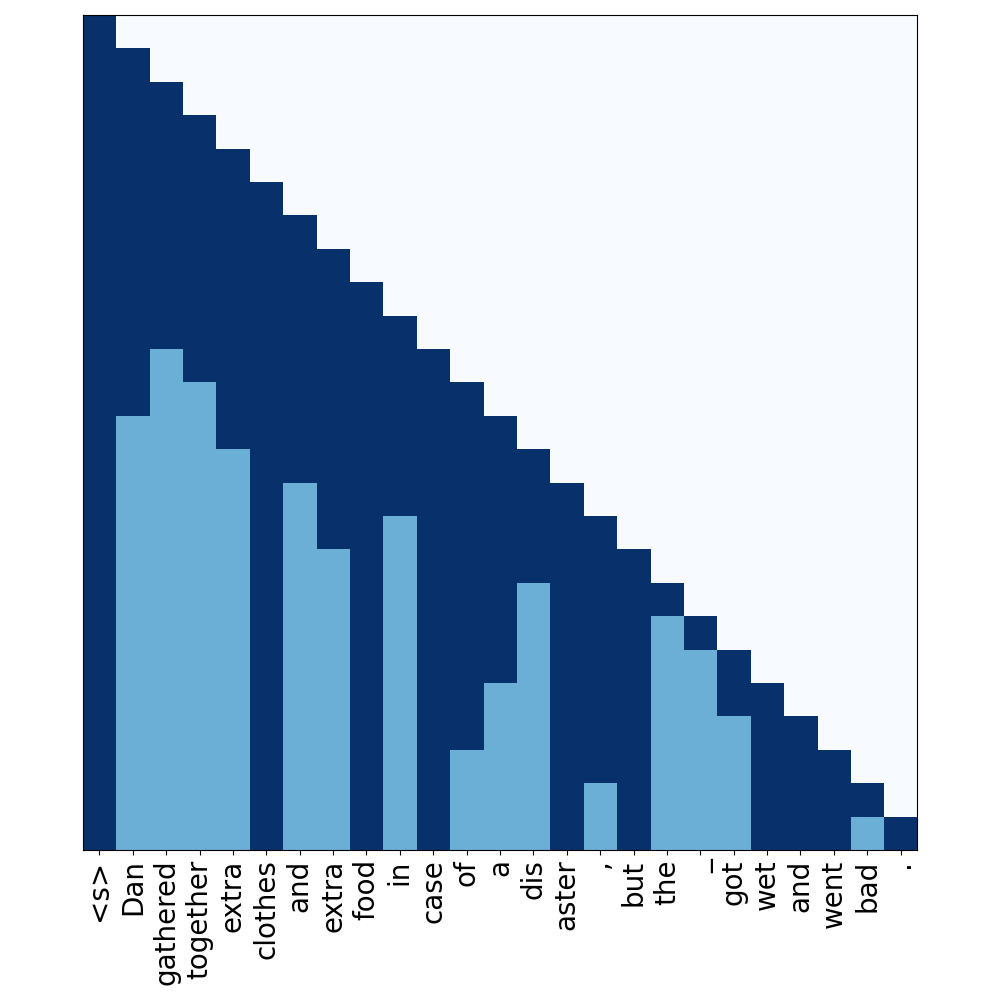 <s> Dan gathered together extra clothes and extra food in case of a dis aster , but the _ got wet and went bad .